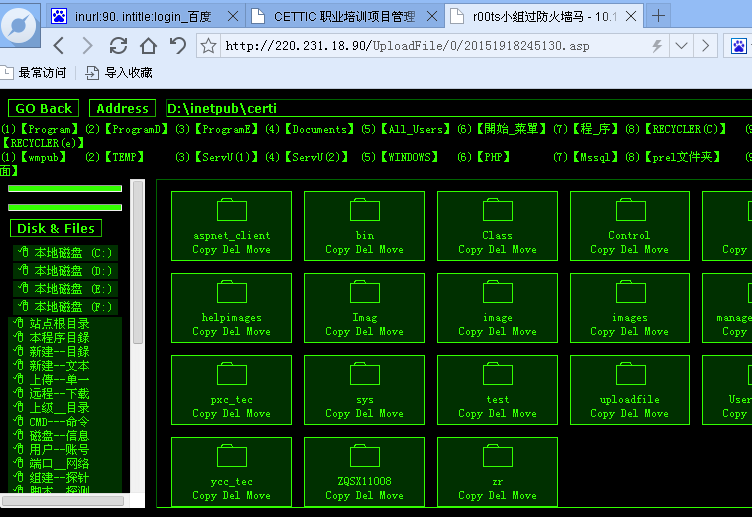 inurl:90. intitle:login_百度
CETTIC 职业培训项目管理
r00ts小组过防火墙马 - 10.1
http://220.231.18.90/UploadFile/0/20151918245130.asp
最常访问 导入收藏
GO Back Address D:\inetpub\certi
(1)【Program】 (2)【ProgramD】 (3)【ProgramE】 (4)【Documents】 (5)【All_Users】 (6)【開始_菜單】 (7)【程_序】 (8)【RECYCLER(C)】
【RECYCLER(e)】
(1)【wmpub】 (2)【TEMP】 (3)【ServU(1)】 (4)【ServU(2)】 (5)【WINDOWS】 (6)【PHP】 (7)【Mssql】 (8)【prel文件夹】
面】
Disk & Files
本地磁盘 (C:)
本地磁盘 (D:)
本地磁盘 (E:)
本地磁盘 (F:)
站点根目录
本程序目録
新建--目録
新建--文本
上傳--单一
远程--下载
上级__目录
CMD---命令
磁盘--信息
用户--账号
端口__网络
组建--探针
脚本__探测
aspnet_client bin Class Control
Copy Del Move Copy Del Move Copy Del Move Copy Del Move Copy
helpimages Imag image images manage
Copy Del Move Copy Del Move Copy Del Move Copy Del Move Copy
pxc_tec sys test uploadfile User
Copy Del Move Copy Del Move Copy Del Move Copy Del Move Copy
ycc_tec ZQSX11008 zr
Copy Del Move Copy Del Move Copy Del Move